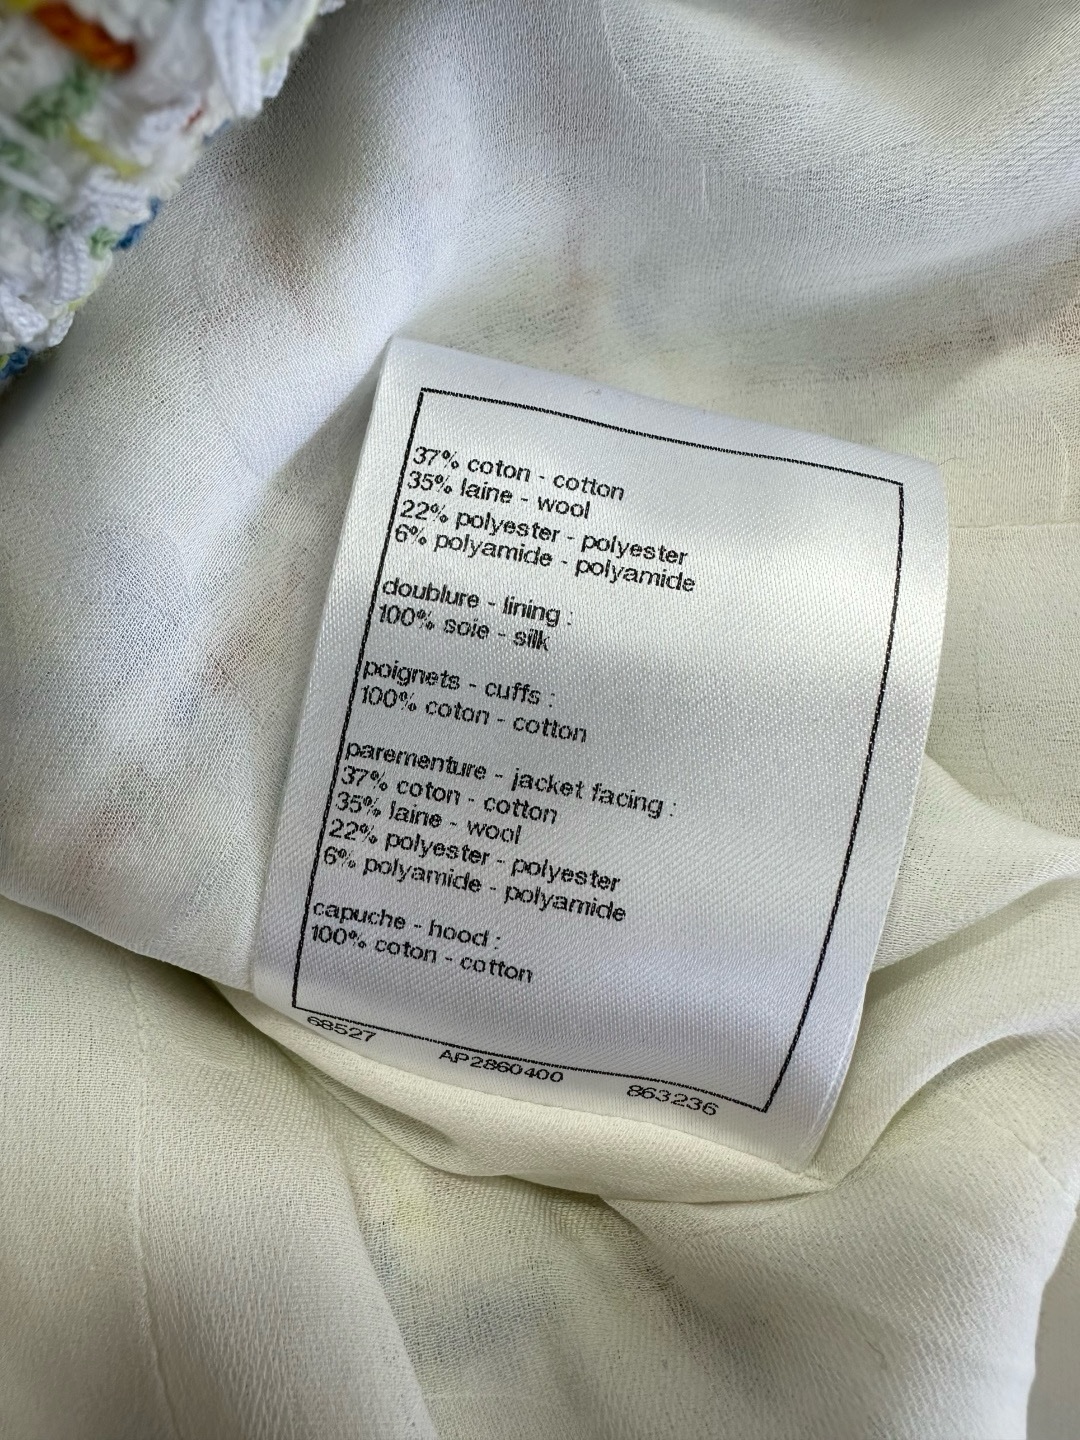 37% coton - cotton
35% laine - wool
22% polyester - polyester
6% polyamide - polyamide
doublure - lining :
100% soie - silk
poignets - cuffs :
100% coton - cotton
parementure - jacket facing :
37% coton - cotton
35% laine - wool
22% polyester - polyester
6% polyamide - polyamide
capuche - hood :
100% coton - cotton
68527 AP2860400 863236